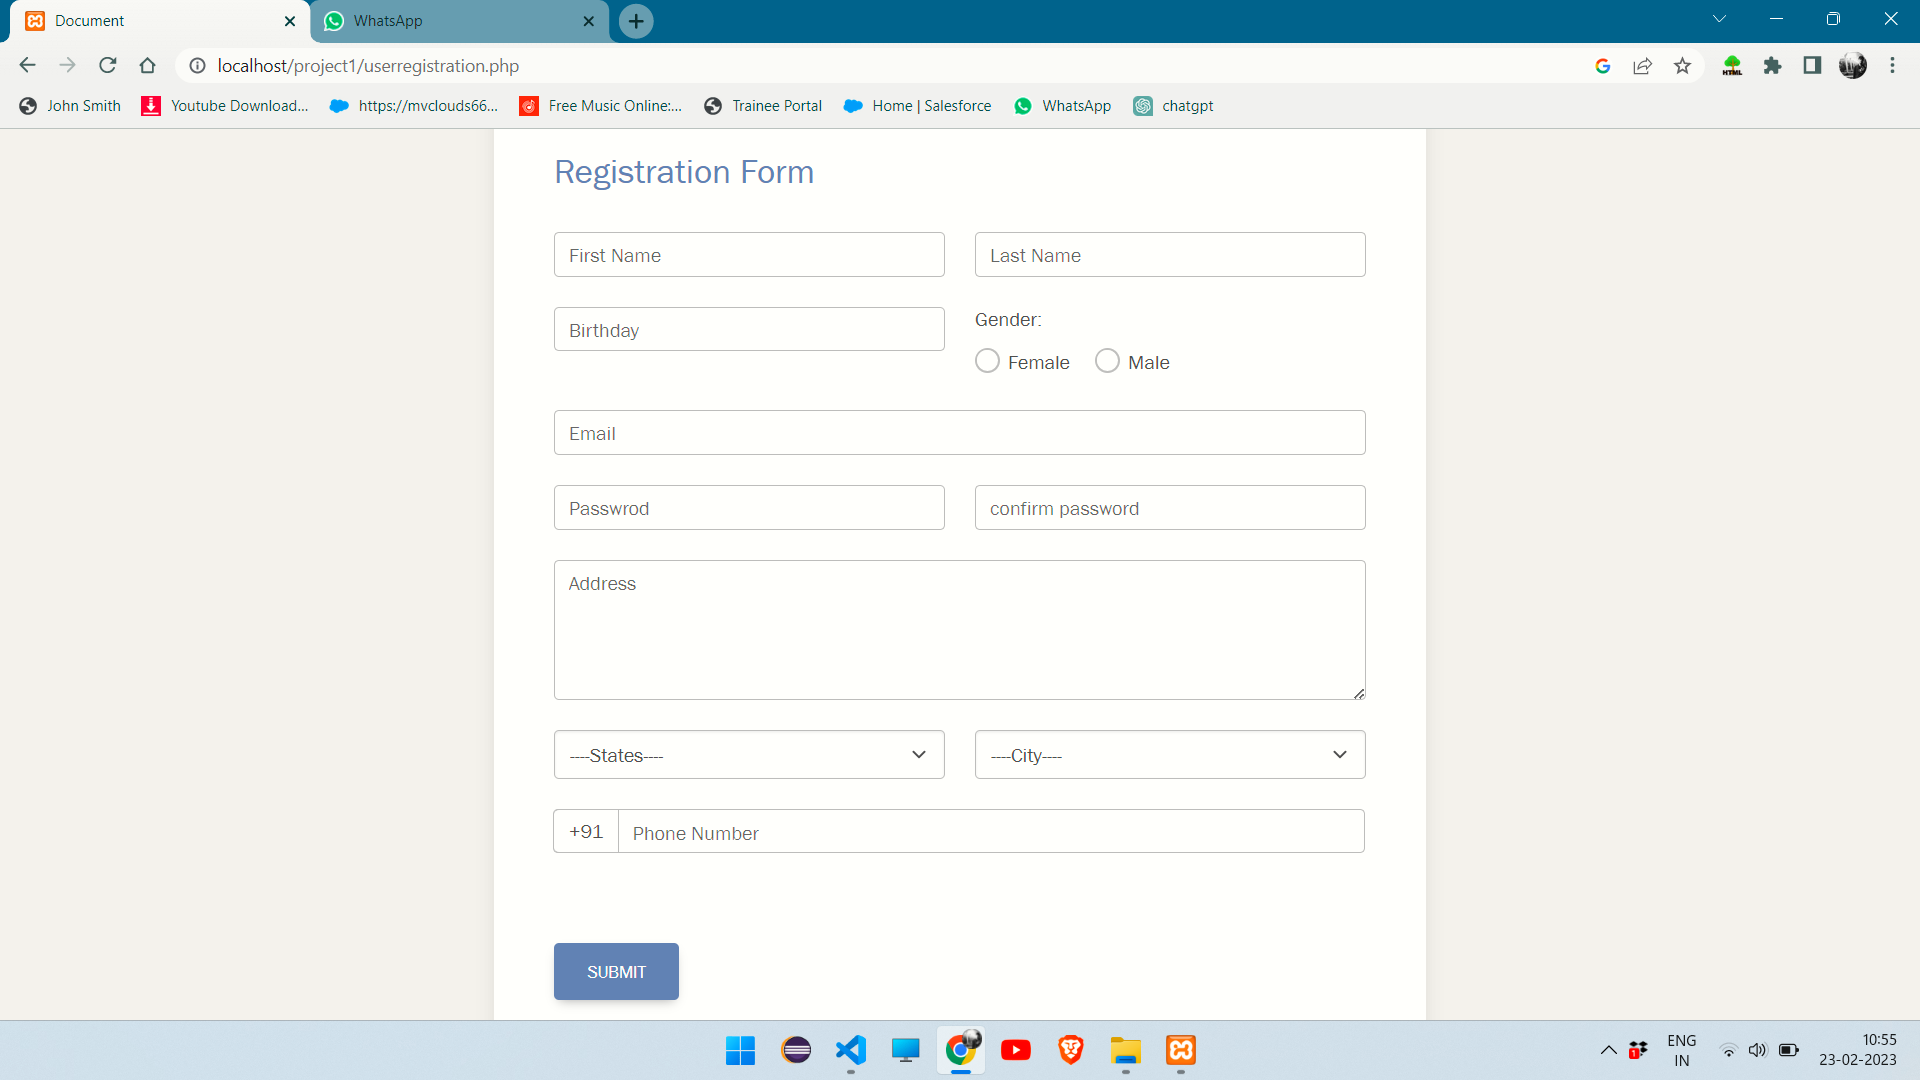 Document
WhatsApp
localhost/project1/userregistration.php
HTML
John Smith
Youtube Download...
https://mvclouds66...
Free Music Online:...
Trainee Portal
Home | Salesforce
WhatsApp
chatgpt
Registration Form
First Name
Last Name
Birthday
Gender:
Female
Male
Email
Passwrod
confirm password
Address
----States----
----City----
+91
Phone Number
SUBMIT
1
ENG
IN
10:55
23-02-2023